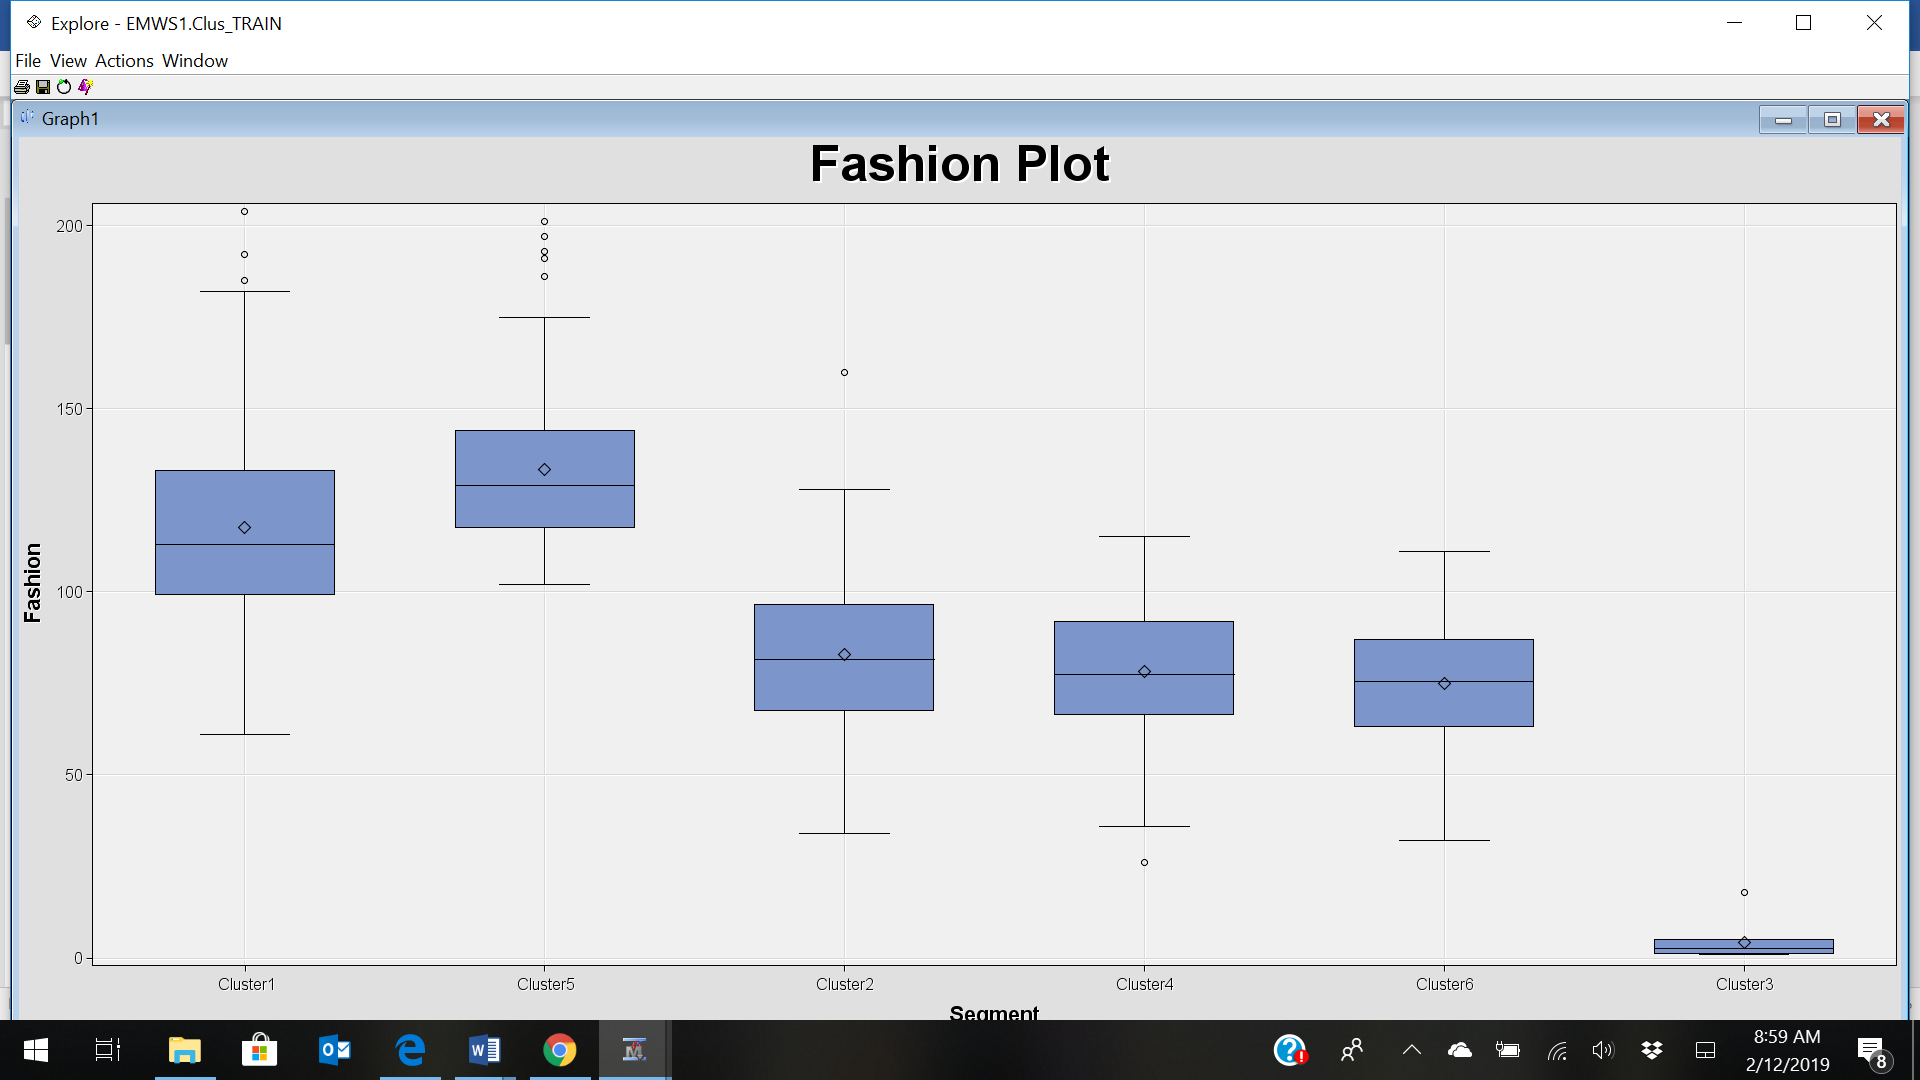 Explore - EMWS1.Clus_TRAIN
File View Actions Window
Graph1
Fashion Plot
200
150
100
50
0
Fashion
Cluster1 Cluster5 Cluster2 Cluster4 Cluster6 Cluster3
Segment
8:59 AM
2/12/2019
8